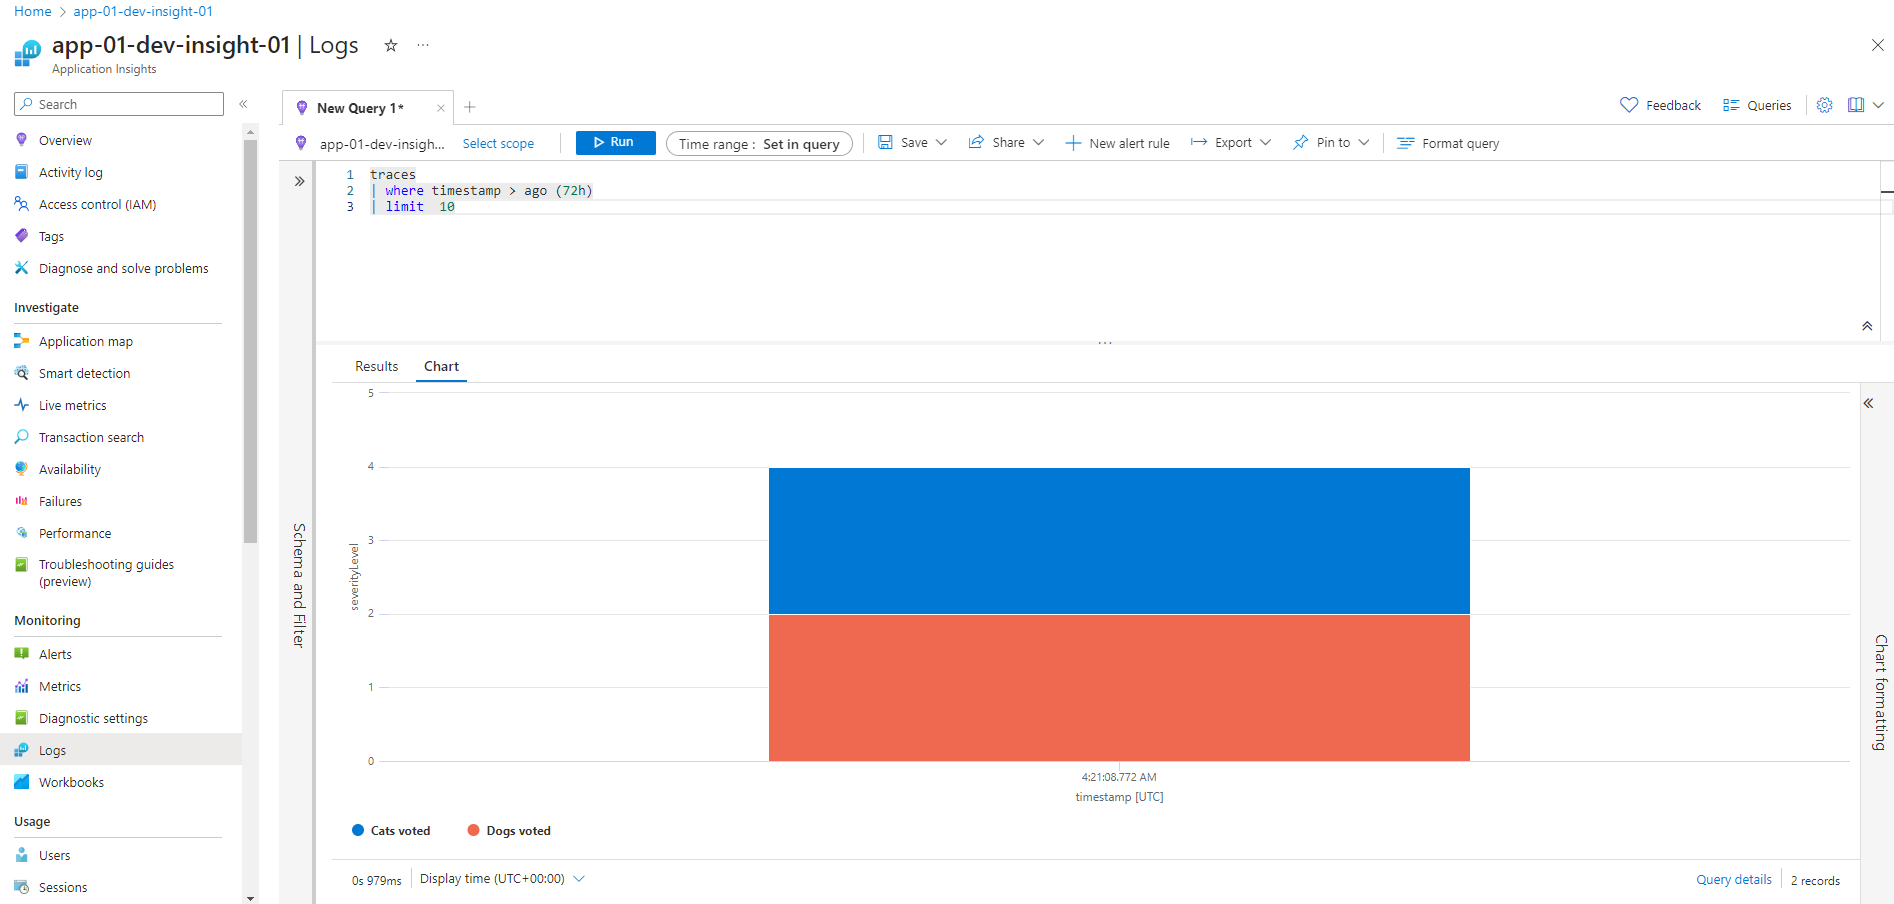 Home > app-01-dev-insight-01
app-01-dev-insight-01 | Logs
Application Insights
Search
Overview
Activity log
Access control (IAM)
Tags
Diagnose and solve problems
Investigate
Application map
Smart detection
Live metrics
Transaction search
Availability
Failures
Performance
Troubleshooting guides
(preview)
Monitoring
Alerts
Metrics
Diagnostic settings
Logs
Workbooks
Usage
Users
Sessions
New Query 1*
Feedback
Queries
app-01-dev-insigh...
Select scope
Run
Time range : Set in query
Save
Share
New alert rule
Export
Pin to
Format query
1 traces
2 | where timestamp > ago (72h)
3 | limit  10
Schema and Filter
Results
Chart
5
4
3
2
1
0
severityLevel
4:21:08.772 AM
timestamp [UTC]
Cats voted
Dogs voted
Chart formatting
0s 979ms
Display time (UTC+00:00)
Query details
2 records